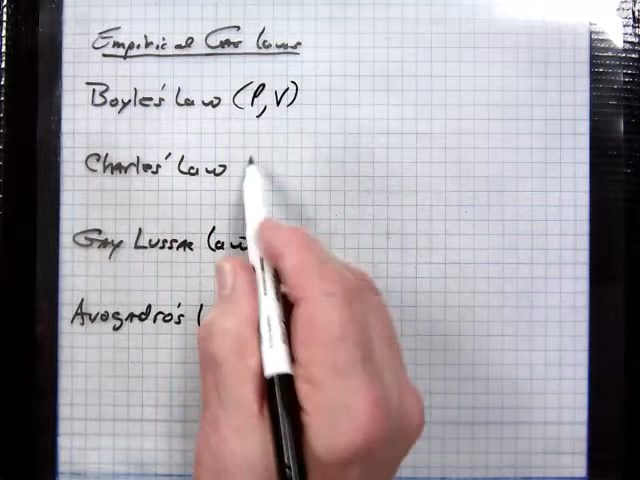 Empirical Gas Laws
Boyle's Law (P, V)
Charles' Law
Gay Lussac Law
Avogadro's